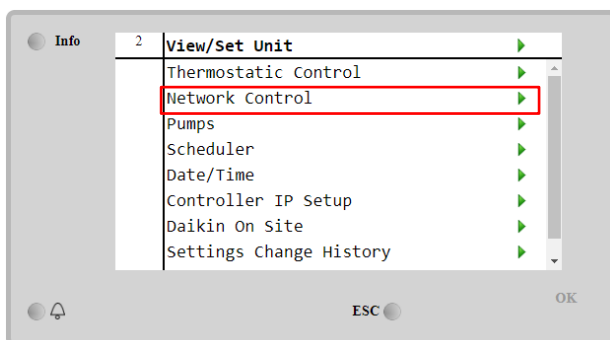 Info
2 View/Set Unit
Thermostatic Control
Network Control
Pumps
Scheduler
Date/Time
Controller IP Setup
Daikin On Site
Settings Change History
OK
ESC